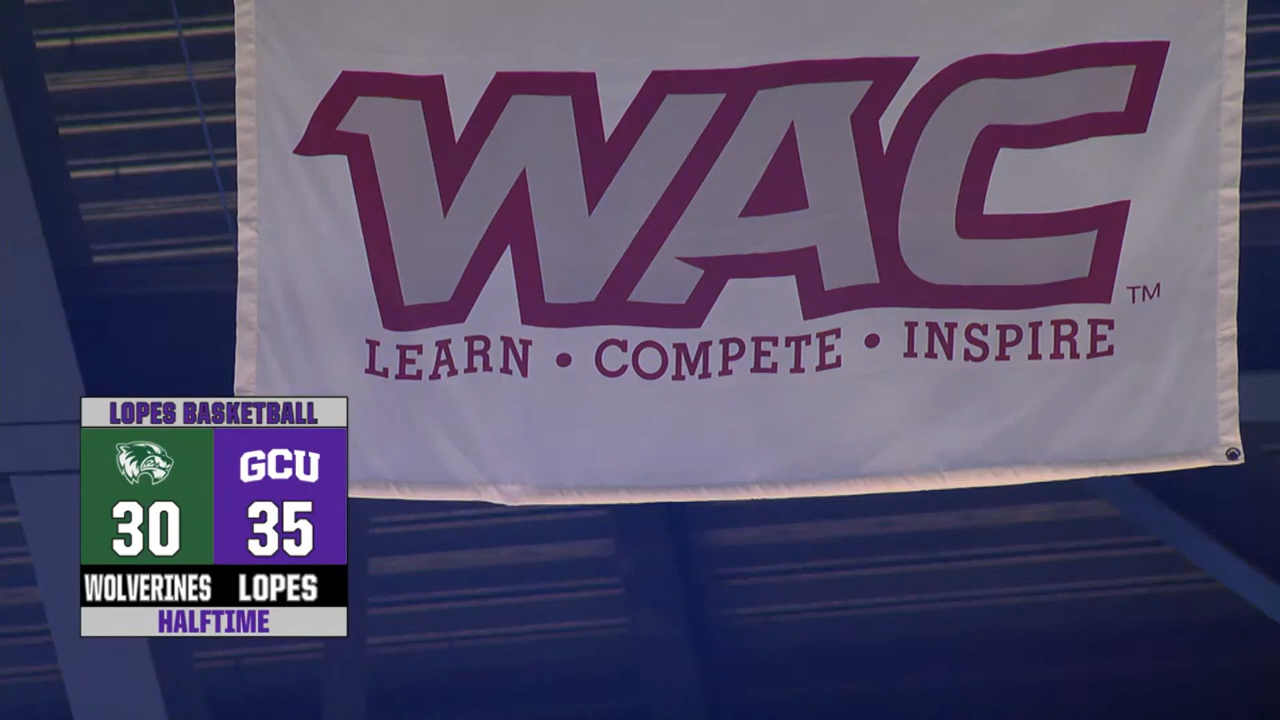 WAC
TM
LEARN • COMPETE • INSPIRE
LOPES BASKETBALL
GCU
30 35
WOLVERINES LOPES
HALFTIME